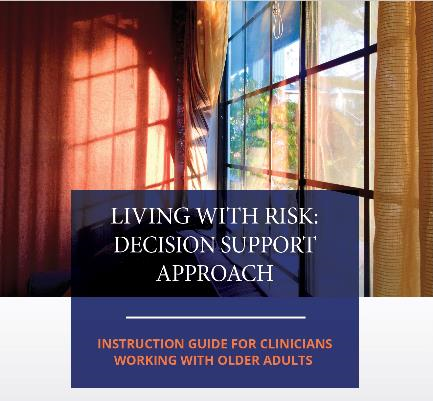 LIVING WITH RISK:
DECISION SUPPORT
APPROACH
INSTRUCTION GUIDE FOR CLINICIANS
WORKING WITH OLDER ADULTS